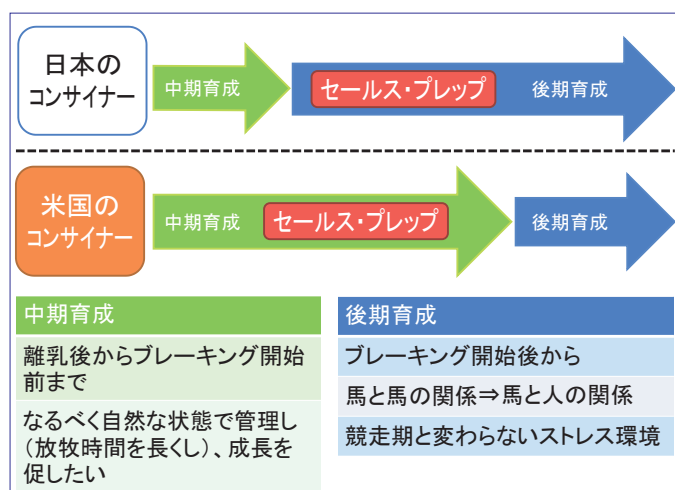 日本の
コンサイナー
中期育成
セールス・プレップ
後期育成
米国の
コンサイナー
中期育成
セールス・プレップ
後期育成
中期育成
離乳後からブレーキング開始
前まで
なるべく自然な状態で管理し
（放牧時間を長くし）、成長を
促したい
後期育成
ブレーキング開始後から
馬と馬の関係⇒馬と人の関係
競走期と変わらないストレス環境